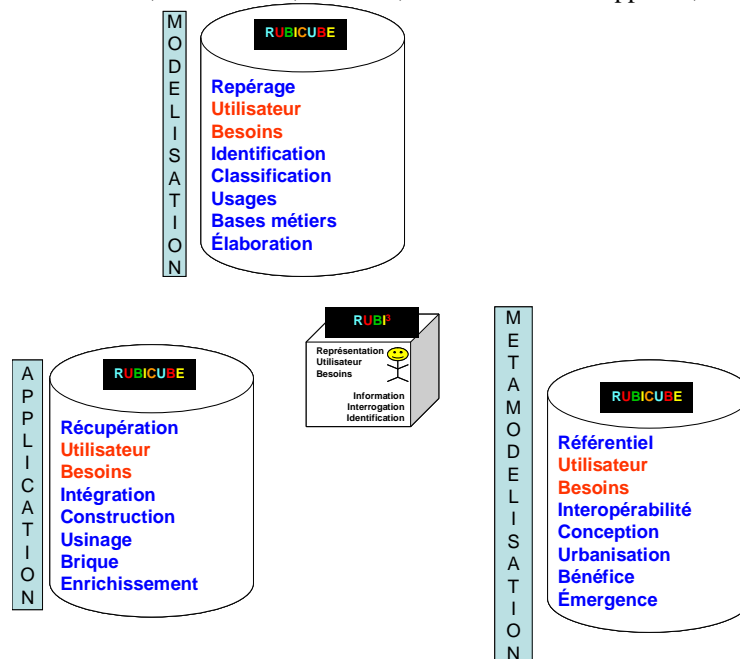 MODELISATION
RUBICUBE
Repérage
Utilisateur
Besoins
Identification
Classification
Usages
Bases métiers
Élaboration
RUBI³
Représentation
Utilisateur
Besoins
Information
Interrogation
Identification
APPLICATION
RUBICUBE
Récupération
Utilisateur
Besoins
Intégration
Construction
Usinage
Brique
Enrichissement
METAMODELISATION
RUBICUBE
Référentiel
Utilisateur
Besoins
Interopérabilité
Conception
Urbanisation
Bénéfice
Émergence